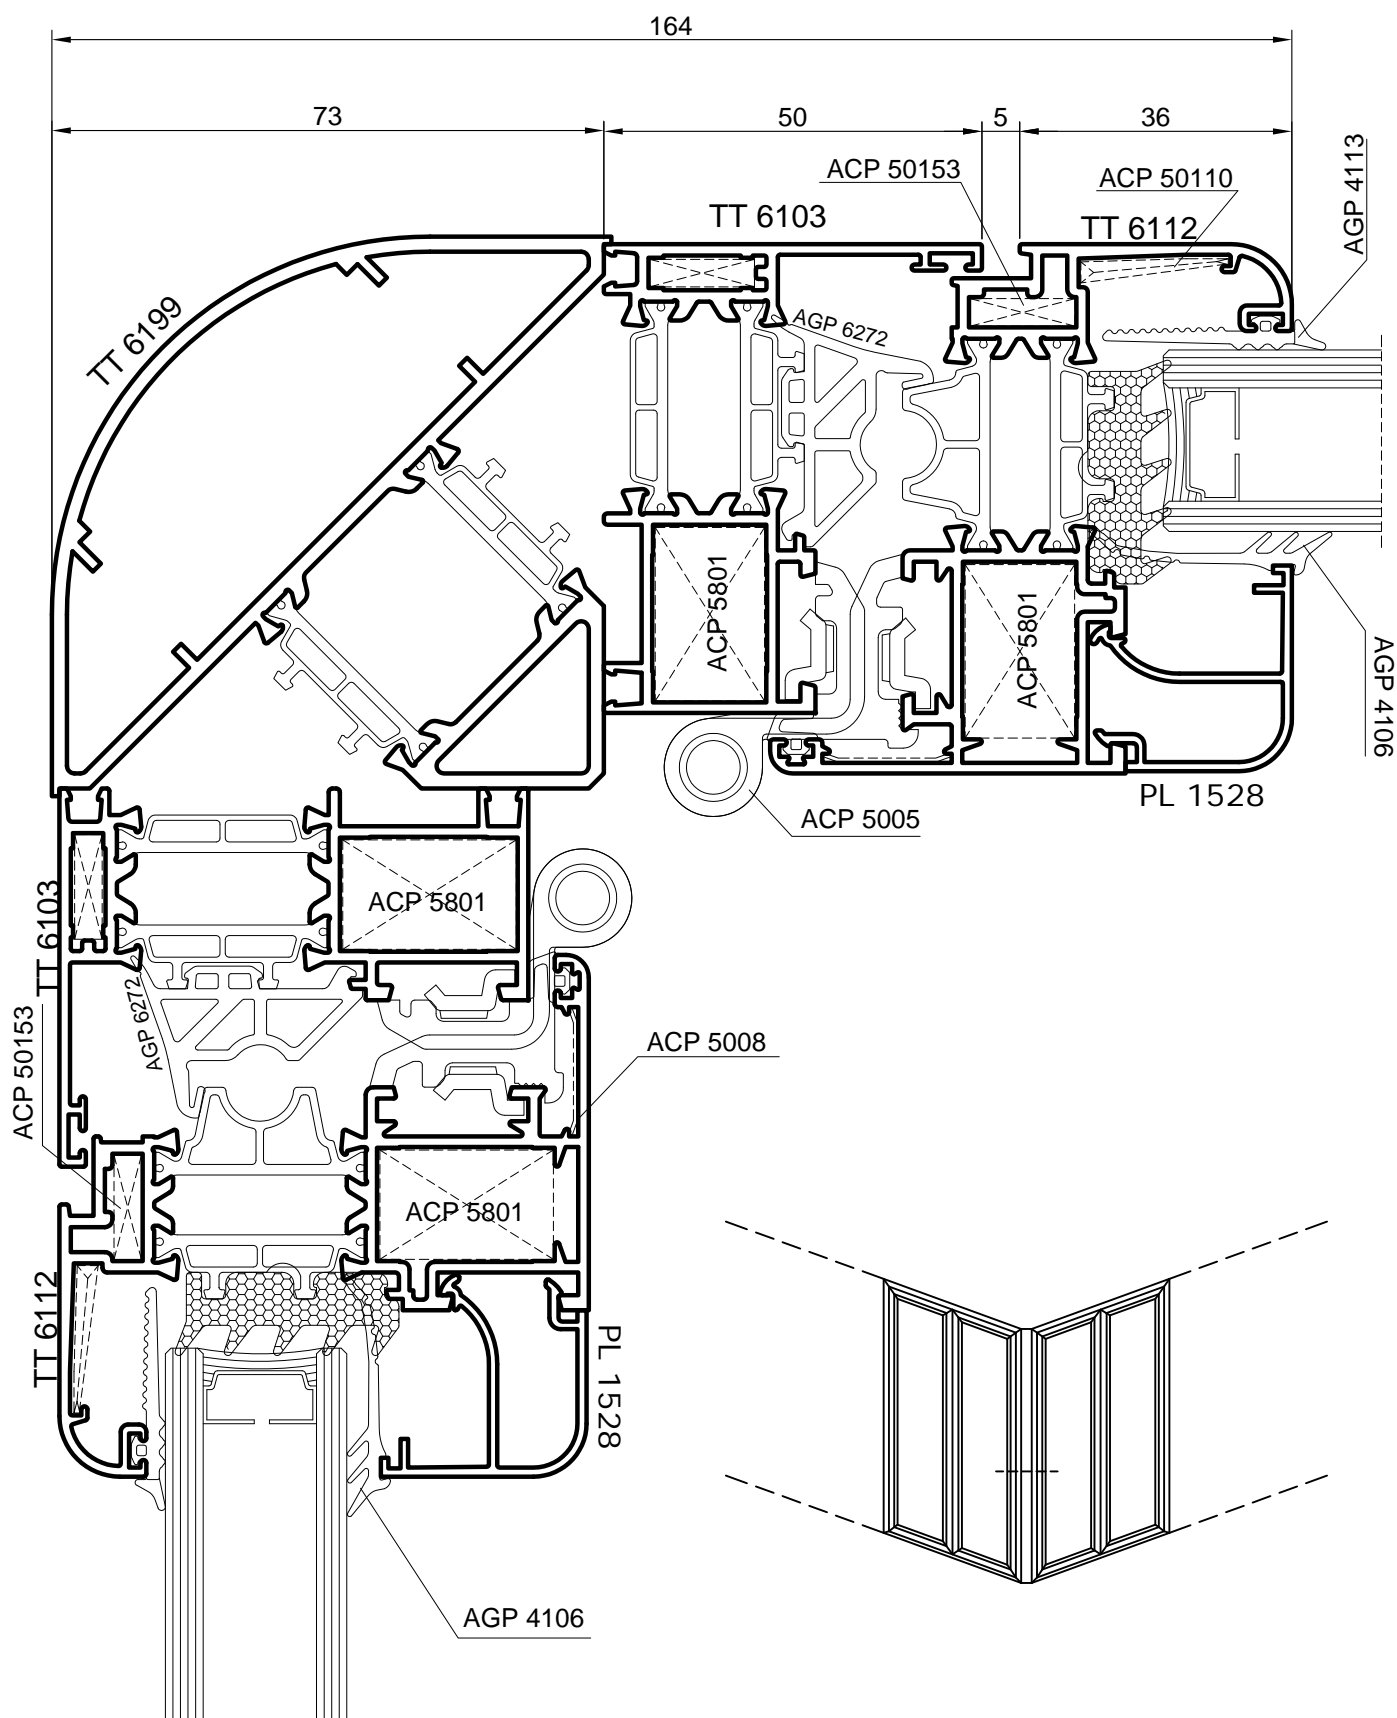 164
73
50
5
36
ACP 50153
ACP 50110
AGP 4113
TT 6103
TT 6112
TT 6199
AGP 6272
ACP 5801
ACP 5801
AGP 4106
PL 1528
ACP 5005
TT 6103
ACP 5801
AGP 6272
ACP 50153
ACP 5008
ACP 5801
TT 6112
PL 1528
AGP 4106